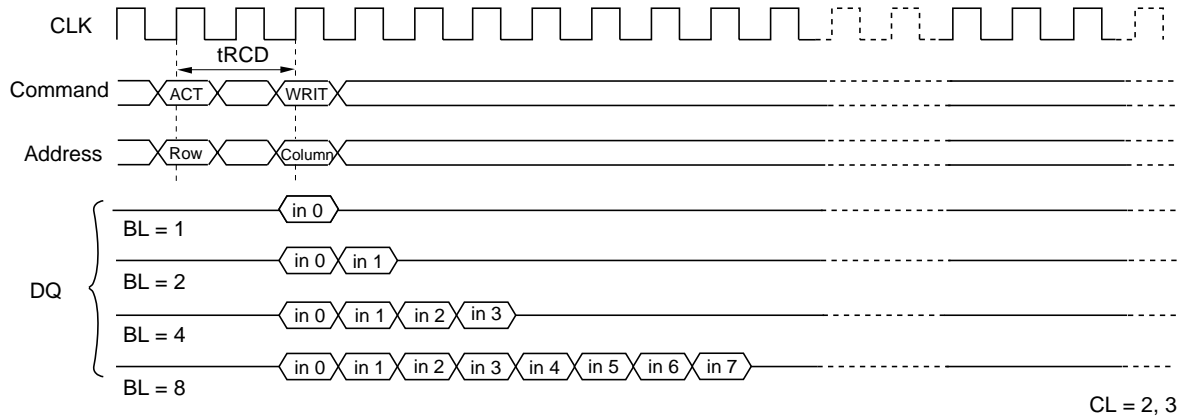 CLK
tRCD
Command ACT WRIT
Address Row Column
in 0
BL = 1
in 0 in 1
BL = 2
DQ
in 0 in 1 in 2 in 3
BL = 4
in 0 in 1 in 2 in 3 in 4 in 5 in 6 in 7
BL = 8
CL = 2, 3